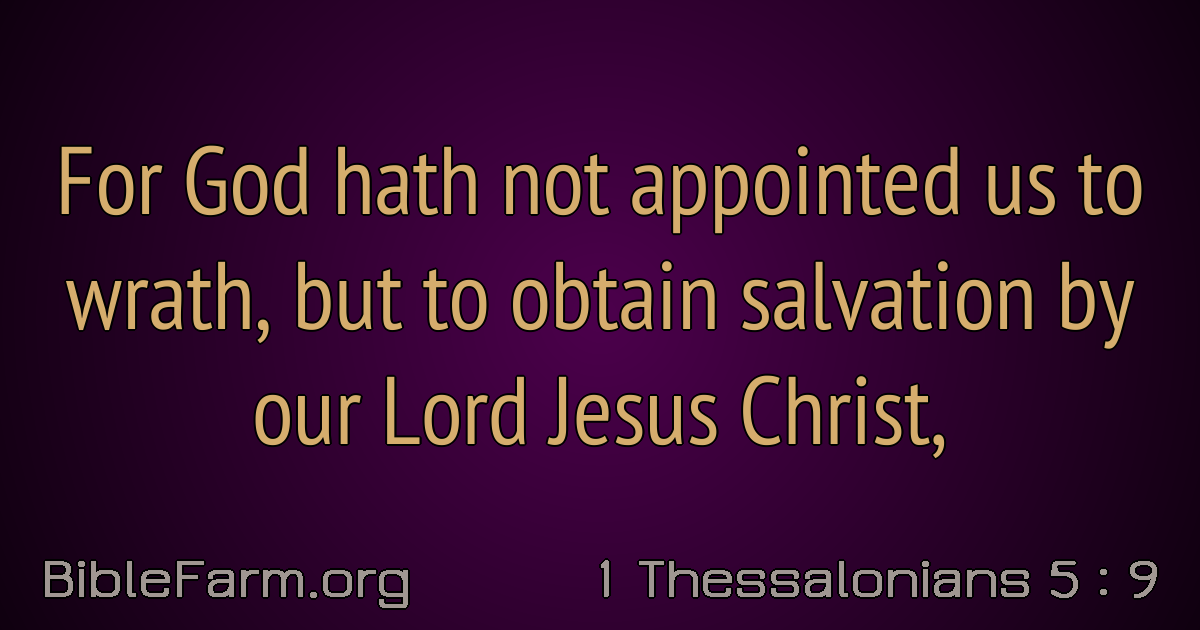 For God hath not appointed us to
wrath, but to obtain salvation by
our Lord Jesus Christ,
BibleFarm.org
1 Thessalonians 5 : 9